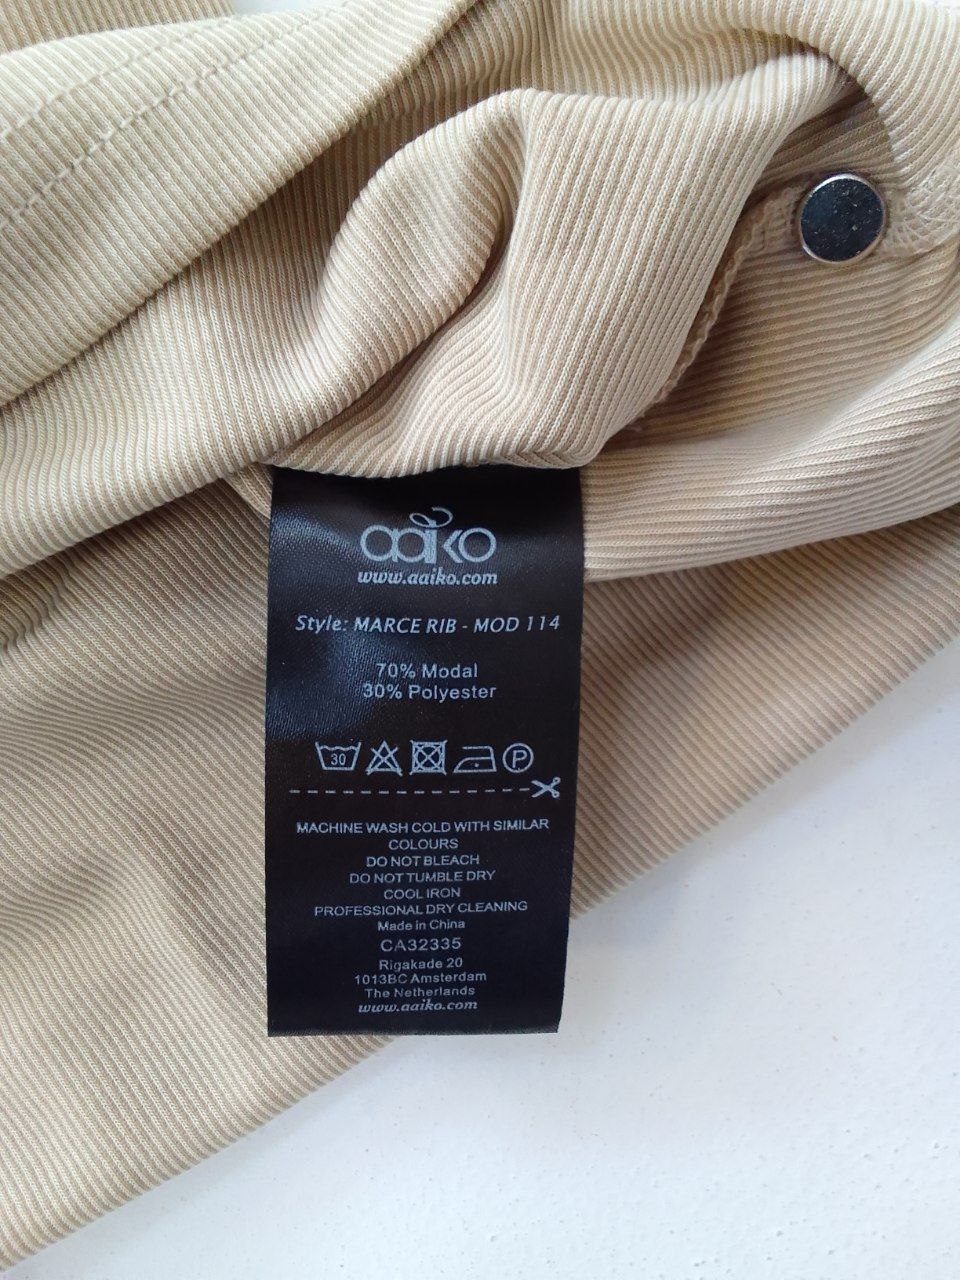 aaiko
www.aaiko.com
Style: MARCE RIB - MOD 114
70% Modal
30% Polyester
30 P
MACHINE WASH COLD WITH SIMILAR
COLOURS
DO NOT BLEACH
DO NOT TUMBLE DRY
COOL IRON
PROFESSIONAL DRY CLEANING
Made in China
CA32335
Rigakade 20
1013BC Amsterdam
The Netherlands
www.aaiko.com